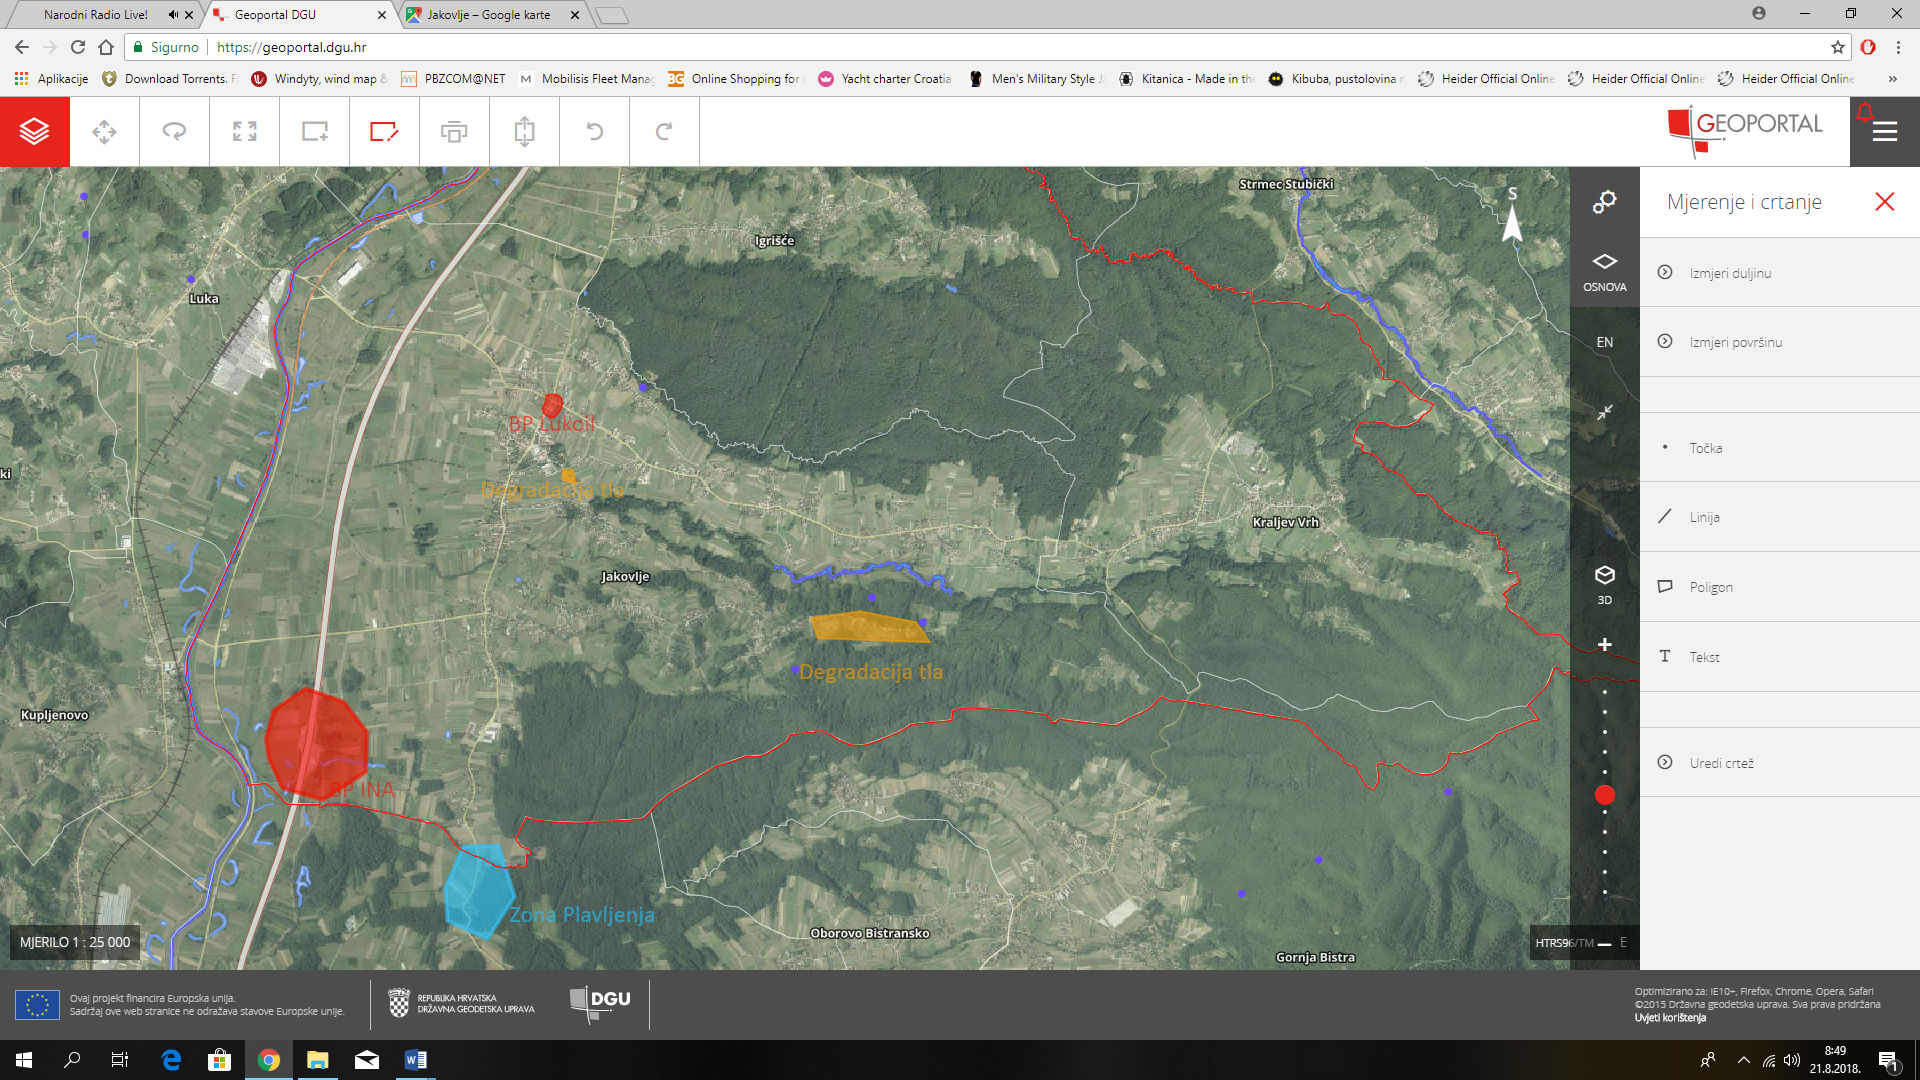 Narodni Radio Live!
Geoportal DGU
Jakovlje – Google karte
Sigurno
https://geoportal.dgu.hr
Aplikacije
Download Torrents. F
Windyty, wind map &
PBZCOM@NET
Mobilisis Fleet Manag
Online Shopping for
Yacht charter Croatia
Men's Military Style J
Kitanica - Made in the
Kibuba, pustolovina n
Heider Official Online
Heider Official Online
Heider Official Online
GEOPORTAL
Mjerenje i crtanje
Izmjeri duljinu
Izmjeri površinu
Točka
Linija
Poligon
T Tekst
Uredi crtež
OSNOVA
EN
3D
S
Strmec Stubički
Igrišće
Luka
BP Lukoil
ki
Degradacija tla
Kraljev Vrh
Jakovlje
Degradacija tla
Kupljenovo
BP INA
Zona Plavljenja
Oborovo Bistransko
Gornja Bistra
MJERILO 1 : 25 000
HTRS96/TM
E
Ovaj projekt financira Europska unija.
Sadržaj ove web stranice ne odražava stavove Europske unije.
REPUBLIKA HRVATSKA
DRŽAVNA GEODETSKA UPRAVA
DGU
Optimizirano za: IE10+, Firefox, Chrome, Opera, Safari
©2015 Državna geodetska uprava. Sva prava pridržana
Uvjeti korištenja
8:49
21.8.2018.
1